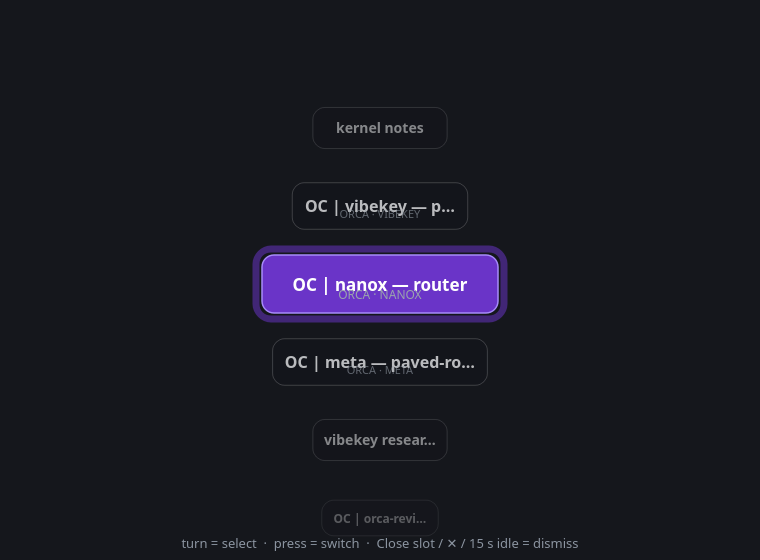 kernel notes
OC | vibekey — p...
ORCA · VIBEKEY
OC | nanox — router
ORCA · NANOX
OC | meta — paved-ro...
ORCA · META
vibekey resear...
OC | orca-revi...
turn = select · press = switch · Close slot / ✕ / 15 s idle = dismiss